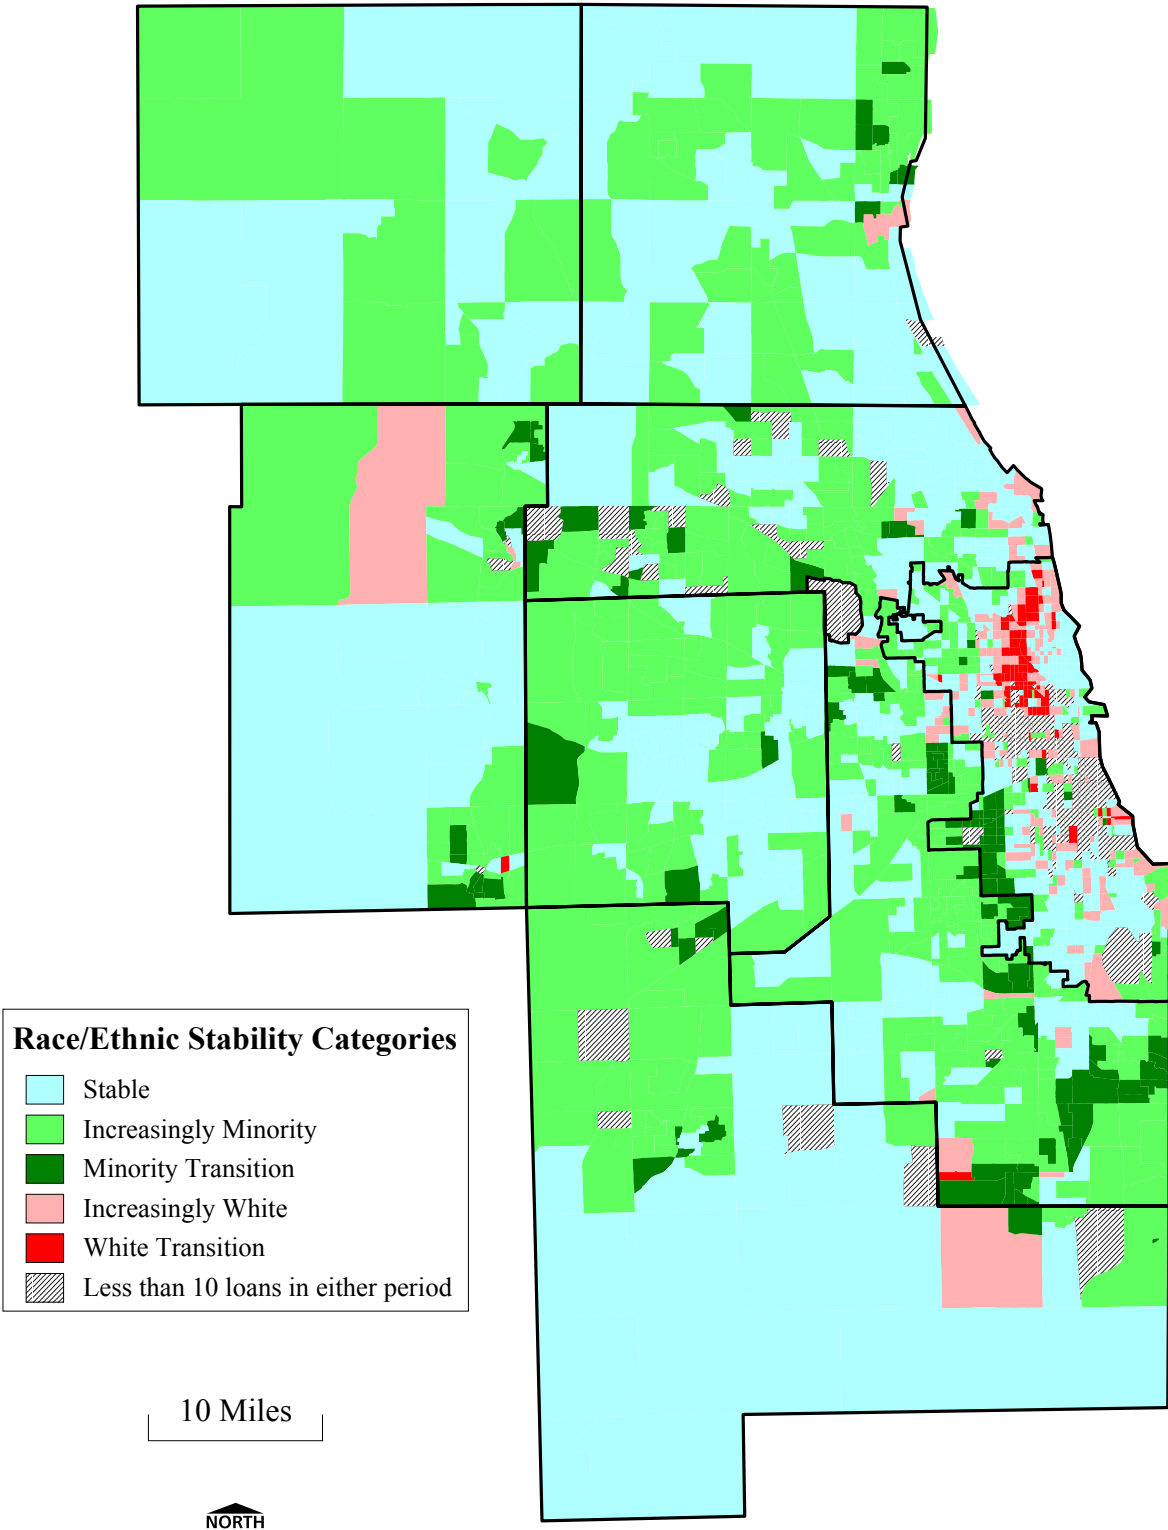 Race/Ethnic Stability Categories
Stable
Increasingly Minority
Minority Transition
Increasingly White
White Transition
Less than 10 loans in either period
10 Miles
NORTH